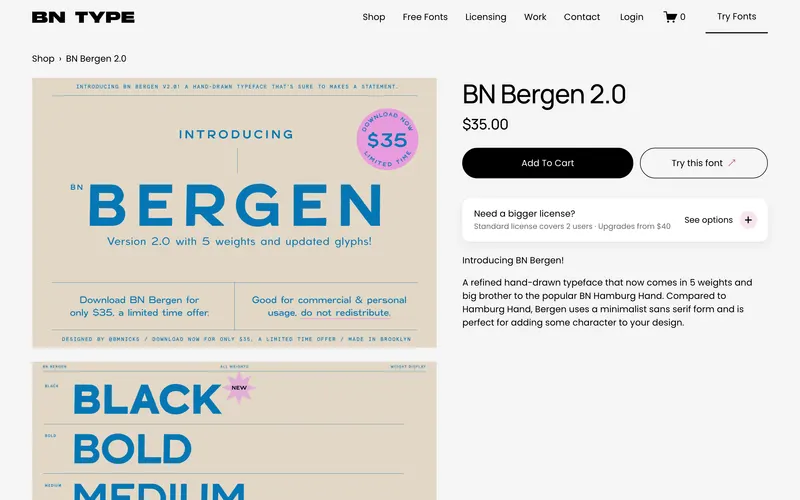 BN TYPE
Shop
Free Fonts
Licensing
Work
Contact
Login
0
Try Fonts
Shop › BN Bergen 2.0
INTRODUCING BN BERGEN V2.0! A HAND-DRAWN TYPEFACE THAT'S SURE TO MAKES A STATEMENT.
INTRODUCING
DOWNLOAD NOW
$35
LIMITED TIME
BN
BERGEN
Version 2.0 with 5 weights and updated glyphs!
Download BN Bergen for
only $35, a limited time offer.
Good for commercial & personal
usage, do not redistribute.
DESIGNED BY @BMNICKS / DOWNLOAD NOW FOR ONLY $35, A LIMITED TIME OFFER / MADE IN BROOKLYN
BN BERGEN
ALL WEIGHTS
WEIGHT DISPLAY
BLACK
BLACK
NEW
BOLD
BOLD
MEDIUM
MEDIUM
BN Bergen 2.0
$35.00
Add To Cart
Try this font ↗
Need a bigger license?
Standard license covers 2 users · Upgrades from $40
See options +
Introducing BN Bergen!
A refined hand-drawn typeface that now comes in 5 weights and
big brother to the popular BN Hamburg Hand. Compared to
Hamburg Hand, Bergen uses a minimalist sans serif form and is
perfect for adding some character to your design.